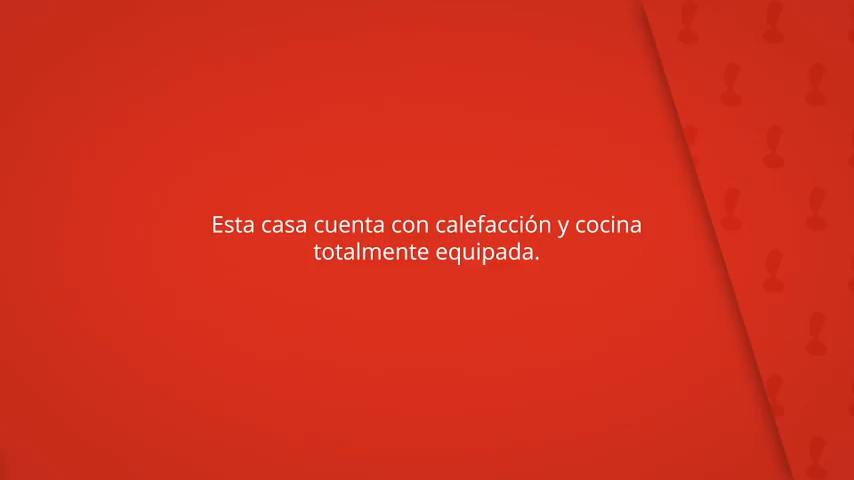 Esta casa cuenta con calefacción y cocina
totalmente equipada.